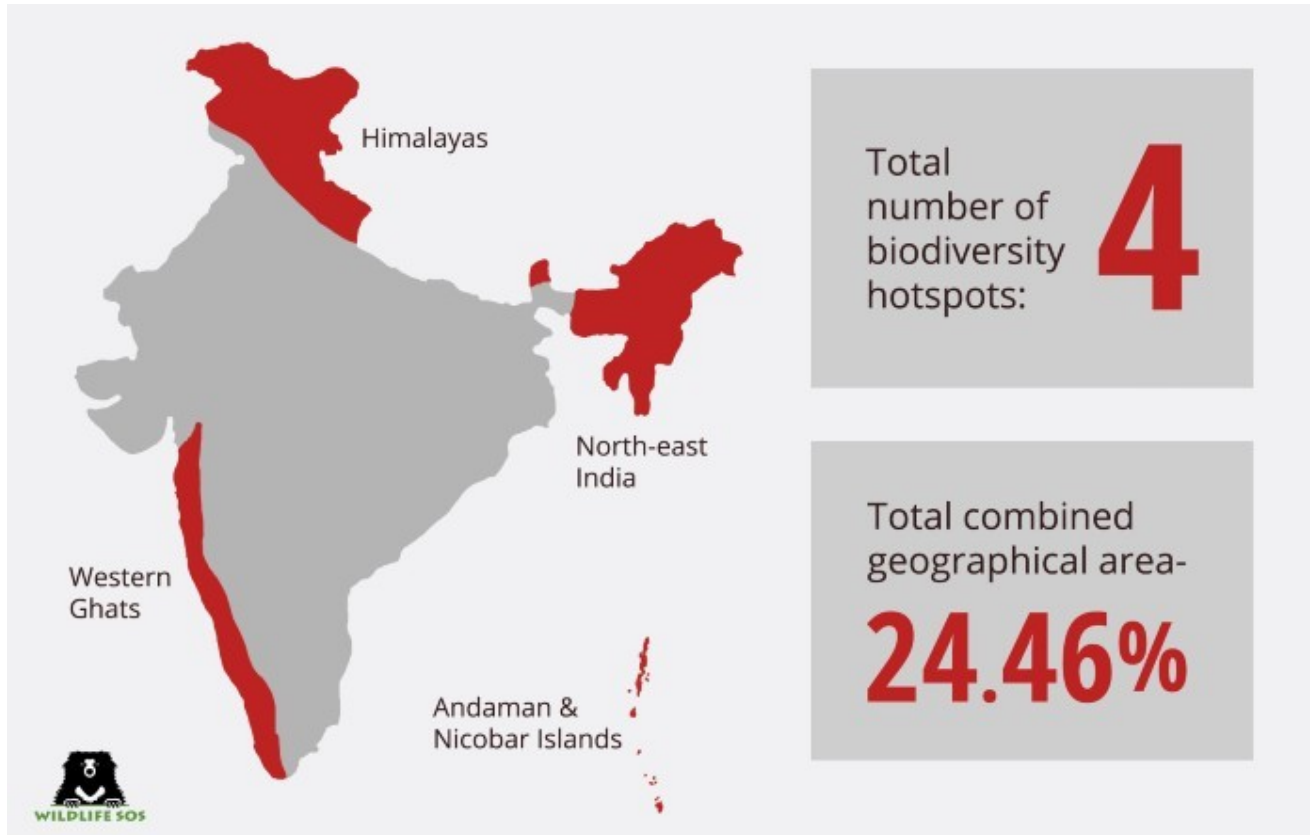 Himalayas
North-east
India
Western
Ghats
Andaman &
Nicobar Islands
Total
number of
biodiversity
hotspots:
4
Total combined
geographical area-
24.46%
WILDLIFE SOS